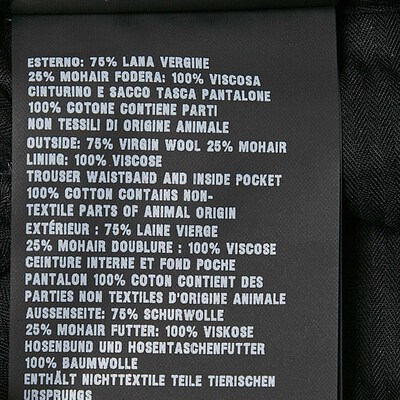 ESTERNO: 75% LANA VERGINE
25% MOHAIR FODERA: 100% VISCOSA
CINTURINO E SACCO TASCA PANTALONE
100% COTONE CONTIENE PARTI
NON TESSILI DI ORIGINE ANIMALE
OUTSIDE: 75% VIRGIN WOOL 25% MOHAIR
LINING: 100% VISCOSE
TROUSER WAISTBAND AND INSIDE POCKET
100% COTTON CONTAINS NON-
TEXTILE PARTS OF ANIMAL ORIGIN
EXTÉRIEUR : 75% LAINE VIERGE
25% MOHAIR DOUBLURE : 100% VISCOSE
CEINTURE INTERNE ET FOND POCHE
PANTALON 100% COTON CONTIENT DES
PARTIES NON TEXTILES D'ORIGINE ANIMALE
AUSSENSEITE: 75% SCHURWOLLE
25% MOHAIR FUTTER: 100% VISKOSE
HOSENBUND UND HOSENTASCHENFUTTER
100% BAUMWOLLE
ENTHÄLT NICHTTEXTILE TEILE TIERISCHEN
URSPRUNGS